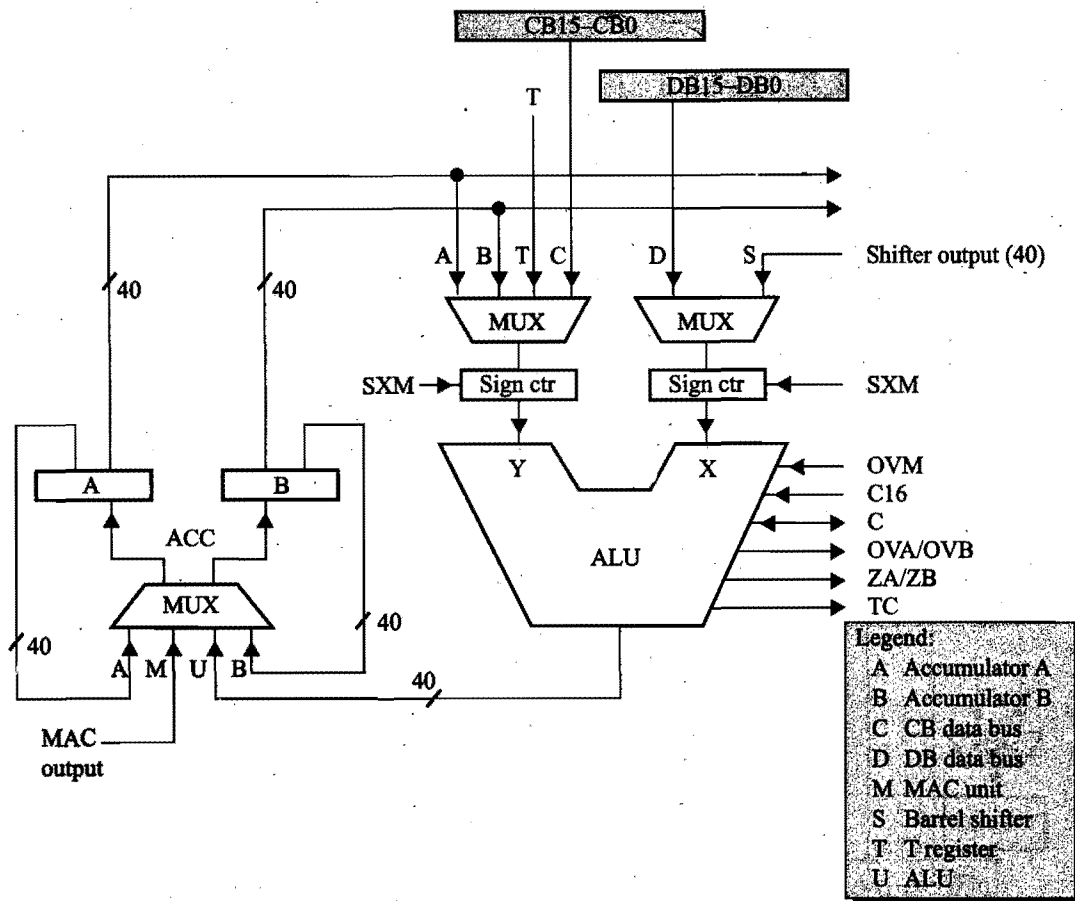 CB15–CB0
DB15–DB0
T
A B T C
D S
Shifter output (40)
40
40
MUX
MUX
SXM
Sign ctr
Sign ctr
SXM
Y
X
OVM
C16
C
OVA/OVB
ZA/ZB
TC
ALU
A
B
ACC
MUX
40
40
A M U B
40
MAC
output
Legend:
A Accumulator A
B Accumulator B
C CB data bus
D DB data bus
M MAC unit
S Barrel shifter
T T register
U ALU